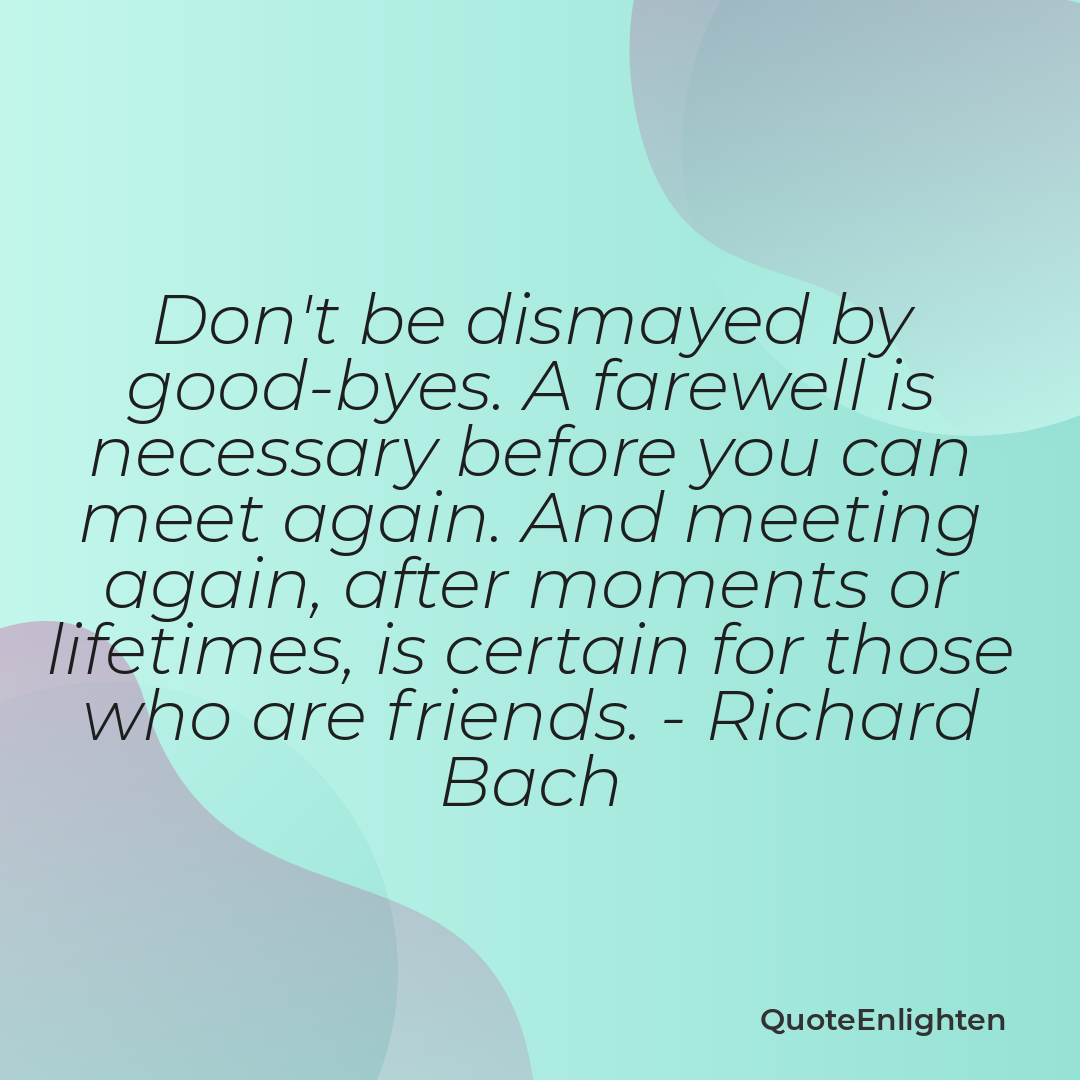 Don't be dismayed by
good-byes. A farewell is
necessary before you can
meet again. And meeting
again, after moments or
lifetimes, is certain for those
who are friends. - Richard
Bach
QuoteEnlighten